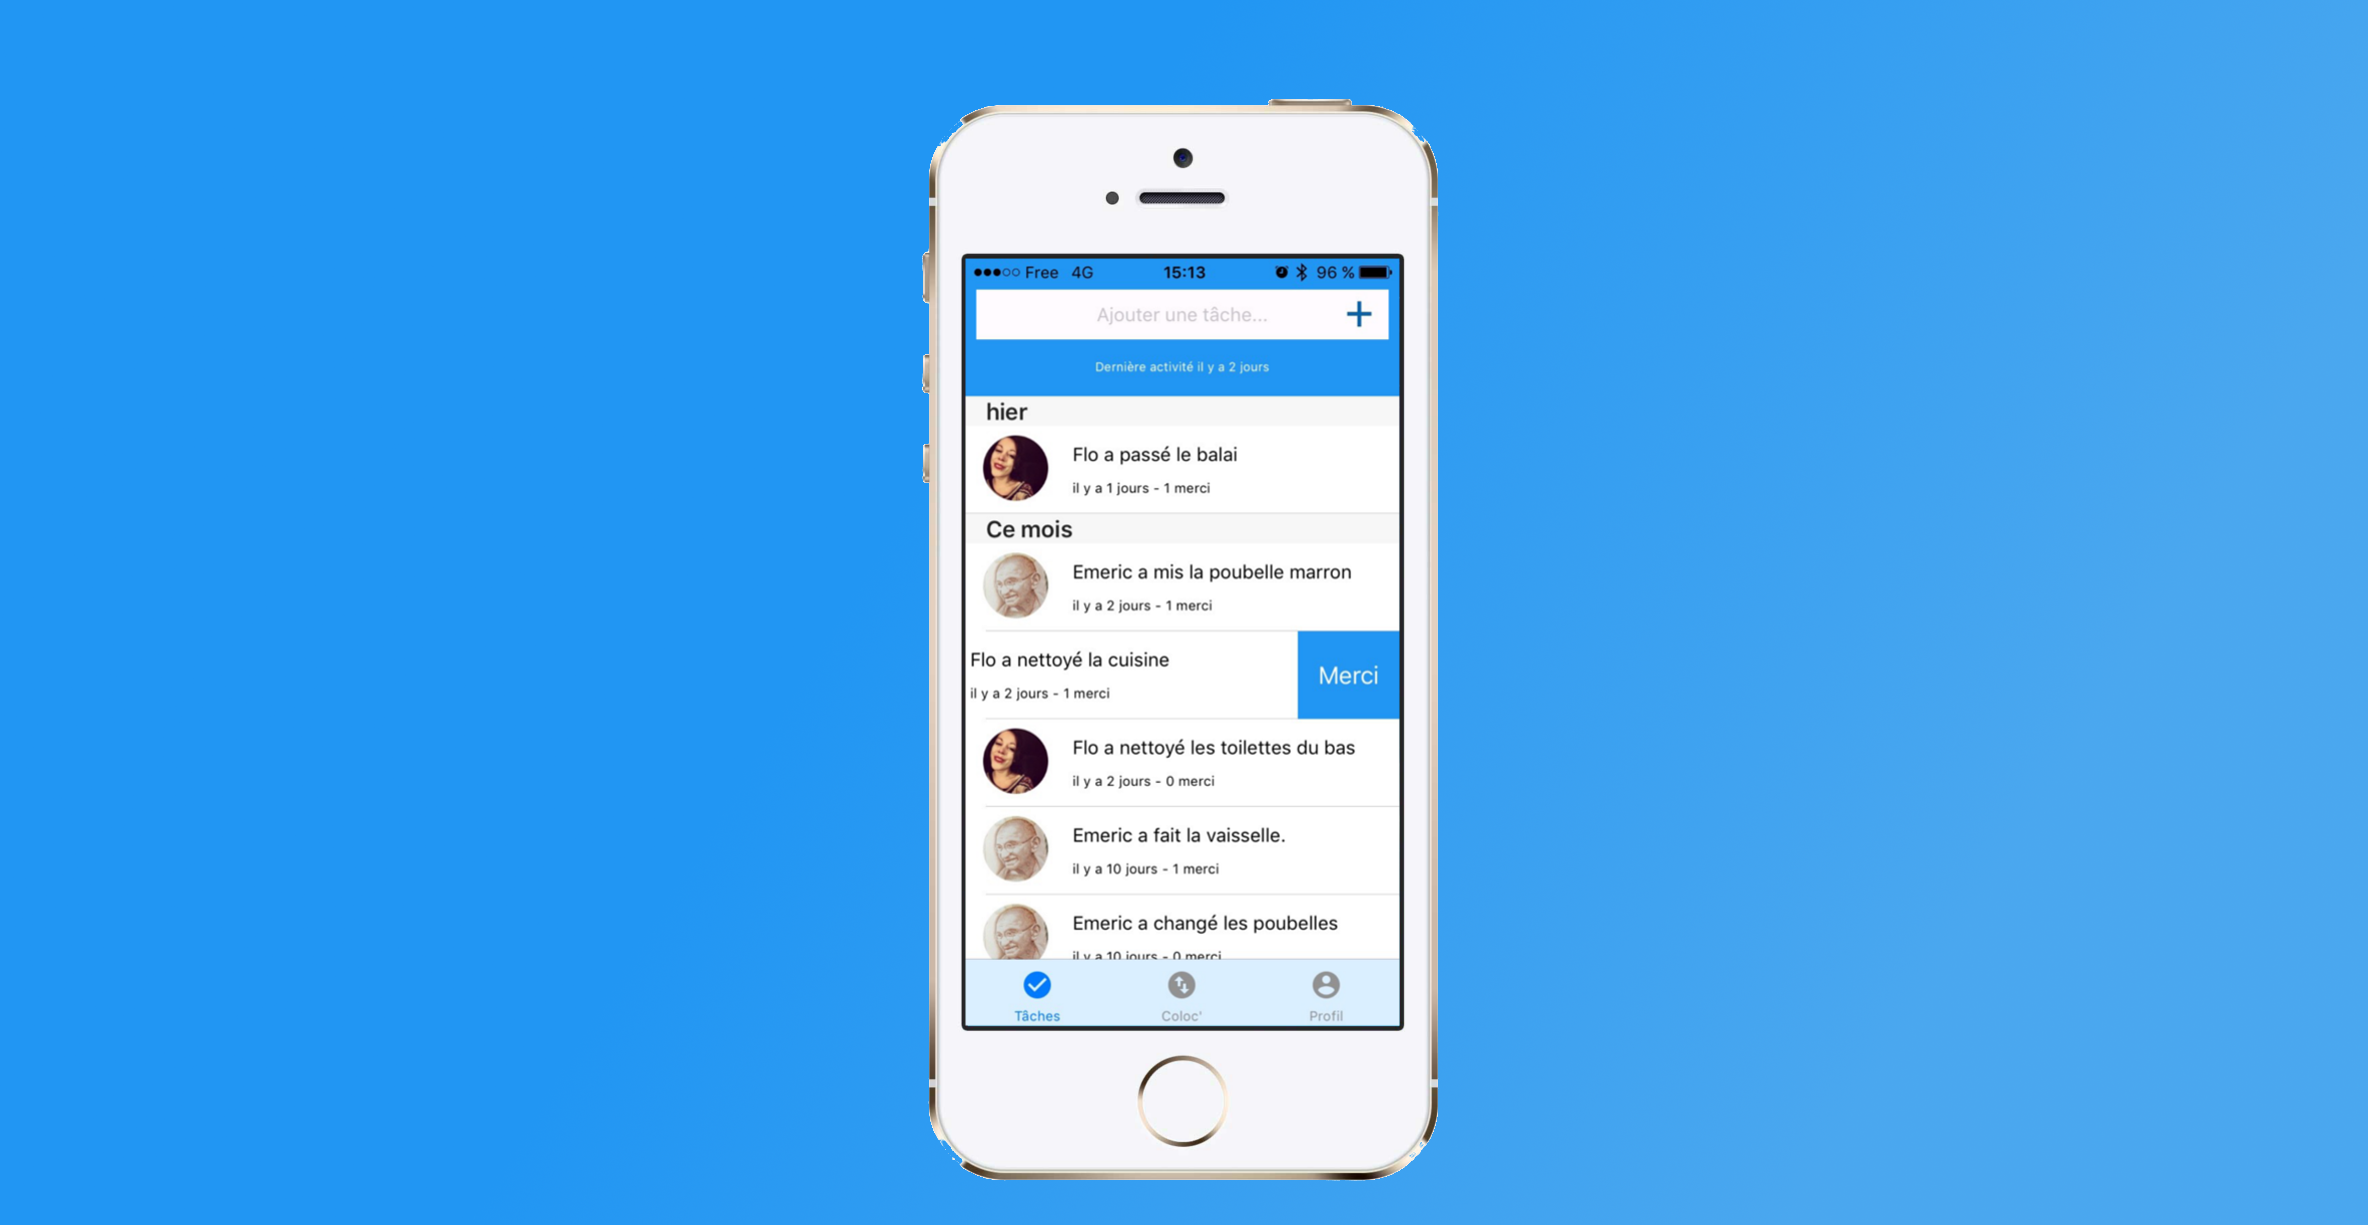 Free 4G 15:13 96 %
Ajouter une tâche...
Dernière activité il y a 2 jours
hier
Flo a passé le balai
il y a 1 jours - 1 merci
Ce mois
Emeric a mis la poubelle marron
il y a 2 jours - 1 merci
Flo a nettoyé la cuisine
il y a 2 jours - 1 merci
Merci
Flo a nettoyé les toilettes du bas
il y a 2 jours - 0 merci
Emeric a fait la vaisselle.
il y a 10 jours - 1 merci
Emeric a changé les poubelles
il y a 10 jours - 0 merci
Tâches Coloc' Profil